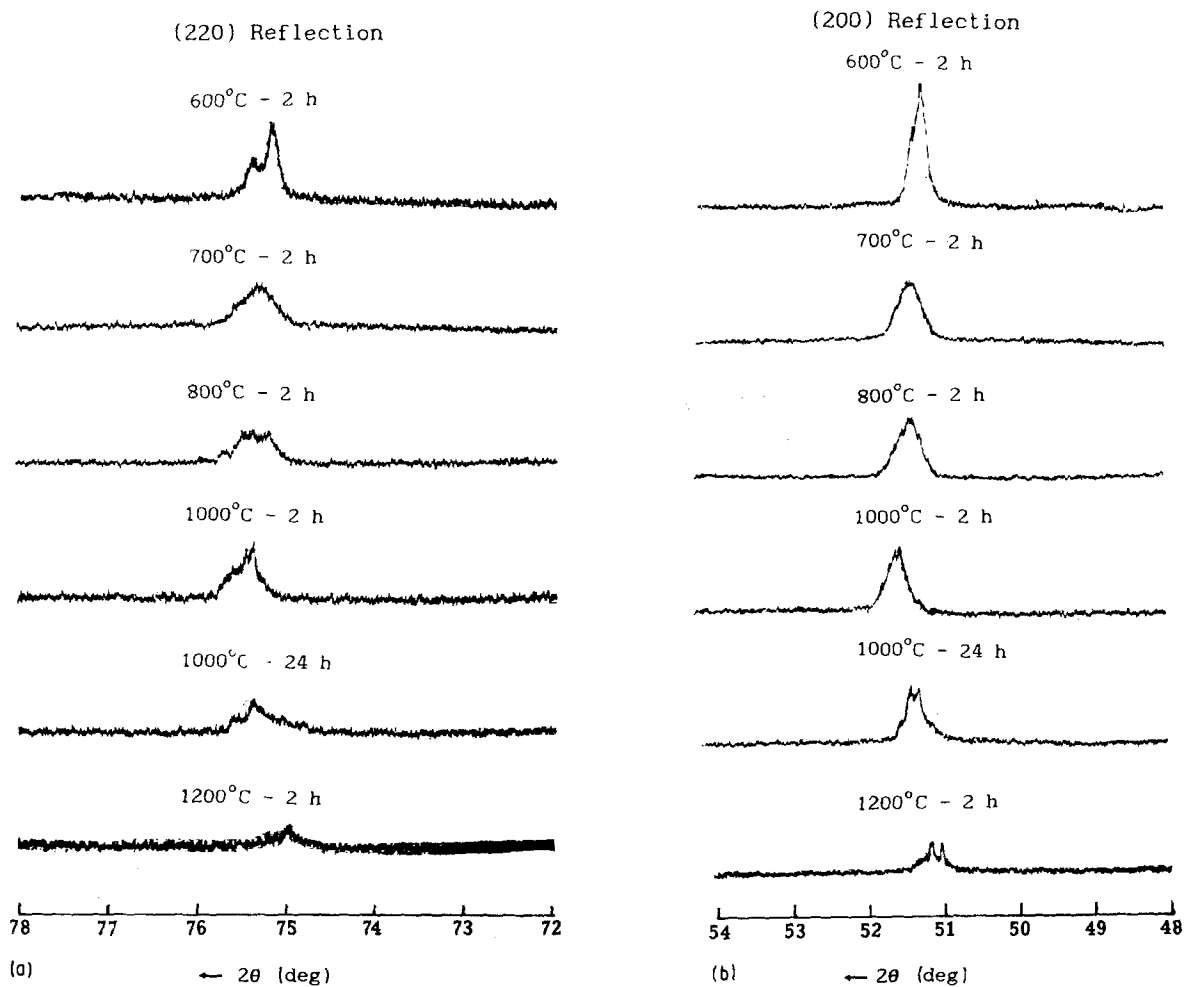 (220) Reflection
600°C - 2 h
700°C - 2 h
800°C - 2 h
1000°C - 2 h
1000°C - 24 h
1200°C - 2 h
78 77 76 75 74 73 72
(a) ← 2θ (deg)
(200) Reflection
600°C - 2 h
700°C - 2 h
800°C - 2 h
1000°C - 2 h
1000°C - 24 h
1200°C - 2 h
54 53 52 51 50 49 48
(b) ← 2θ (deg)